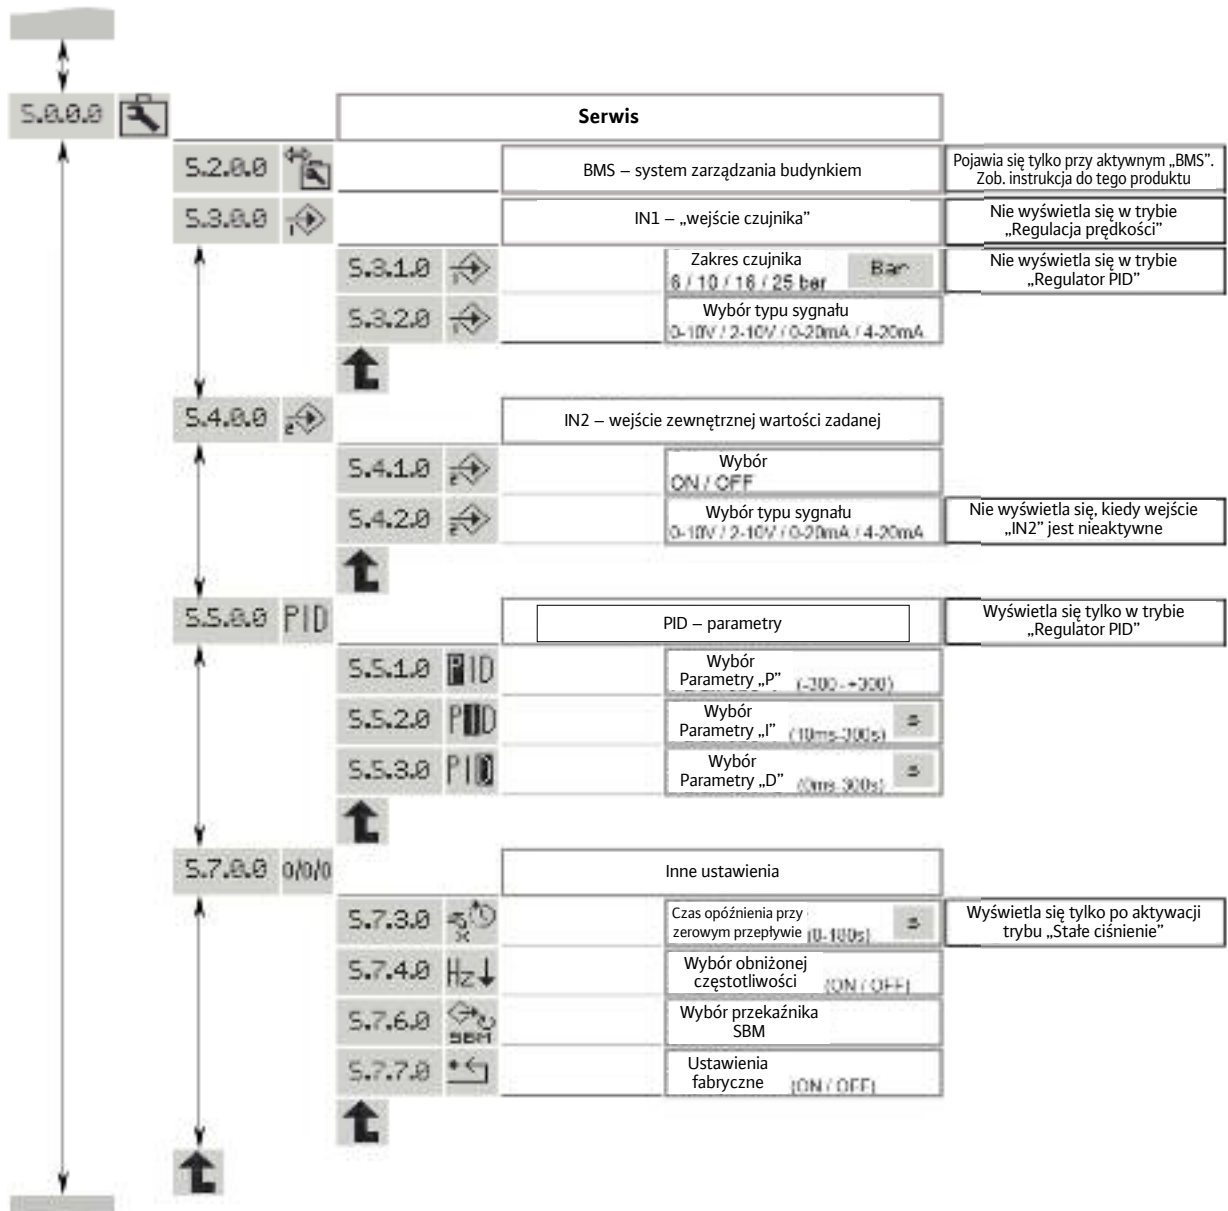 5.0.0.0
Serwis
5.2.0.0
BMS – system zarządzania budynkiem
Pojawia się tylko przy aktywnym „BMS”.
Zob. instrukcja do tego produktu
5.3.0.0
1
IN1 – „wejście czujnika”
Nie wyświetla się w trybie
„Regulacja prędkości”
5.3.1.0
1
Zakres czujnika
6 / 10 / 16 / 25 bar
Bar
Nie wyświetla się w trybie
„Regulator PID”
5.3.2.0
1
Wybór typu sygnału
0-10V / 2-10V / 0-20mA / 4-20mA
5.4.0.0
2
IN2 – wejście zewnętrznej wartości zadanej
5.4.1.0
2
Wybór
ON / OFF
5.4.2.0
2
Wybór typu sygnału
0-10V / 2-10V / 0-20mA / 4-20mA
Nie wyświetla się, kiedy wejście
„IN2” jest nieaktywne
5.5.0.0 PID
PID – parametry
Wyświetla się tylko w trybie
„Regulator PID”
5.5.1.0 PID
Wybór
Parametry „P” (-300 - +300)
5.5.2.0 PID
Wybór
Parametry „I” (10ms-300s) s
5.5.3.0 PID
Wybór
Parametry „D” (0ms-300s) s
5.7.0.0 0/0/0
Inne ustawienia
5.7.3.0
Czas opóźnienia przy
zerowym przepływie (0-180s) s
Wyświetla się tylko po aktywacji
trybu „Stałe ciśnienie”
5.7.4.0 Hz
Wybór obniżonej
częstotliwości (ON / OFF)
5.7.6.0 SBM
Wybór przekaźnika
SBM
5.7.7.0
Ustawienia
fabryczne (ON / OFF)